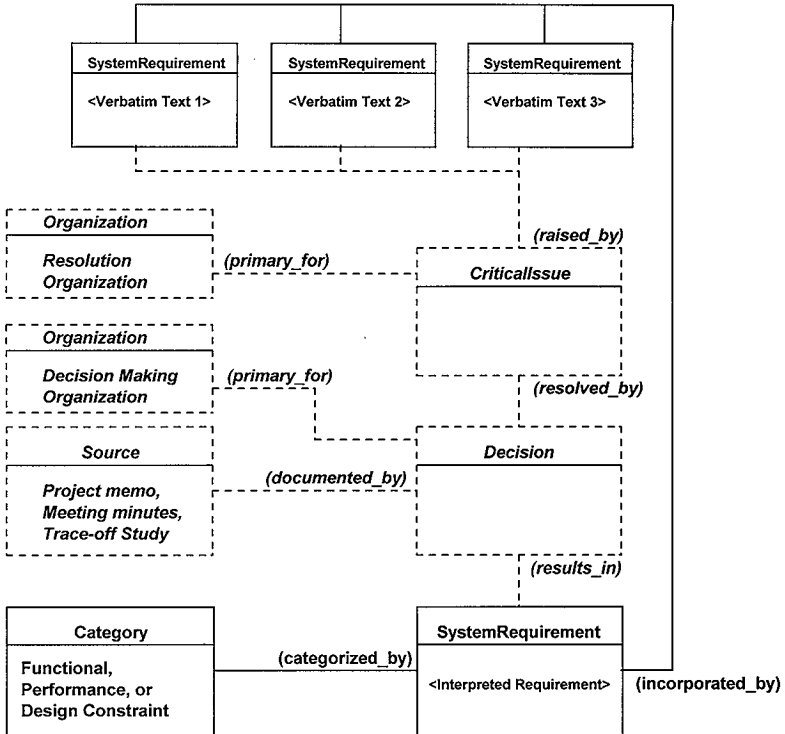 SystemRequirement
<Verbatim Text 1>
SystemRequirement
<Verbatim Text 2>
SystemRequirement
<Verbatim Text 3>
(raised_by)
Organization
Resolution
Organization
(primary_for)
CriticalIssue
Organization
Decision Making
Organization
(primary_for)
(resolved_by)
Source
Project memo,
Meeting minutes,
Trace-off Study
(documented_by)
Decision
(results_in)
Category
Functional,
Performance, or
Design Constraint
(categorized_by)
SystemRequirement
<Interpreted Requirement>
(incorporated_by)